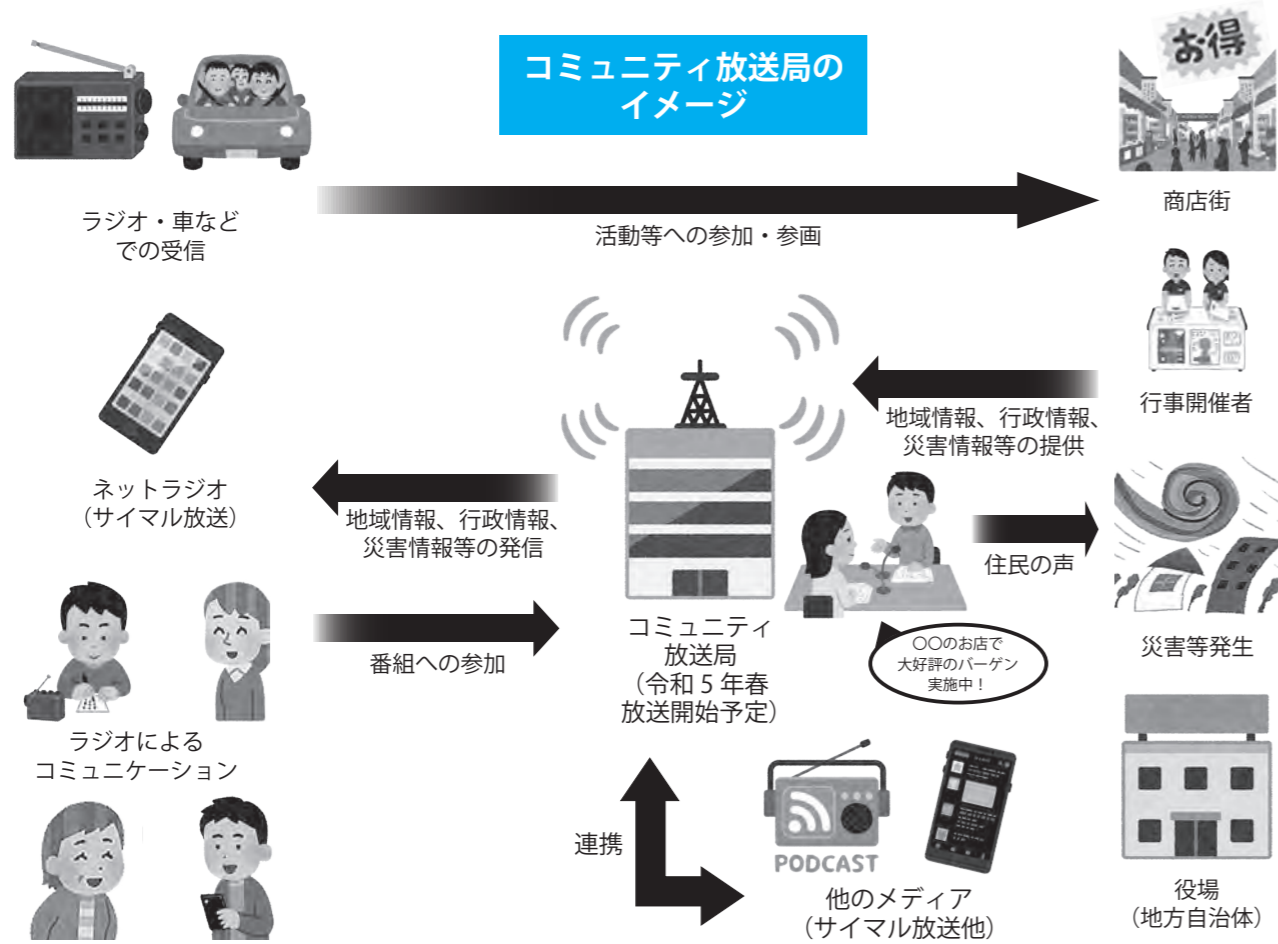 コミュニティ放送局の
イメージ
お得
商店街
ラジオ・車など
での受信
活動等への参加・参画
行事開催者
地域情報、行政情報、
災害情報等の提供
ネットラジオ
（サイマル放送）
地域情報、行政情報、
災害情報等の発信
住民の声
災害等発生
番組への参加
コミュニティ
放送局
（令和５年春
放送開始予定）
〇〇のお店で
大好評のバーゲン
実施中！
ラジオによる
コミュニケーション
連携
PODCAST
他のメディア
（サイマル放送他）
役場
（地方自治体）